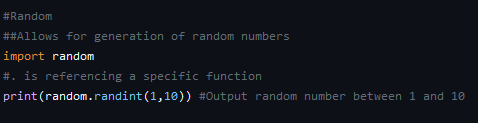 #Random
##Allows for generation of random numbers
import random
#. is referencing a specific function
print(random.randint(1,10)) #Output random number between 1 and 10